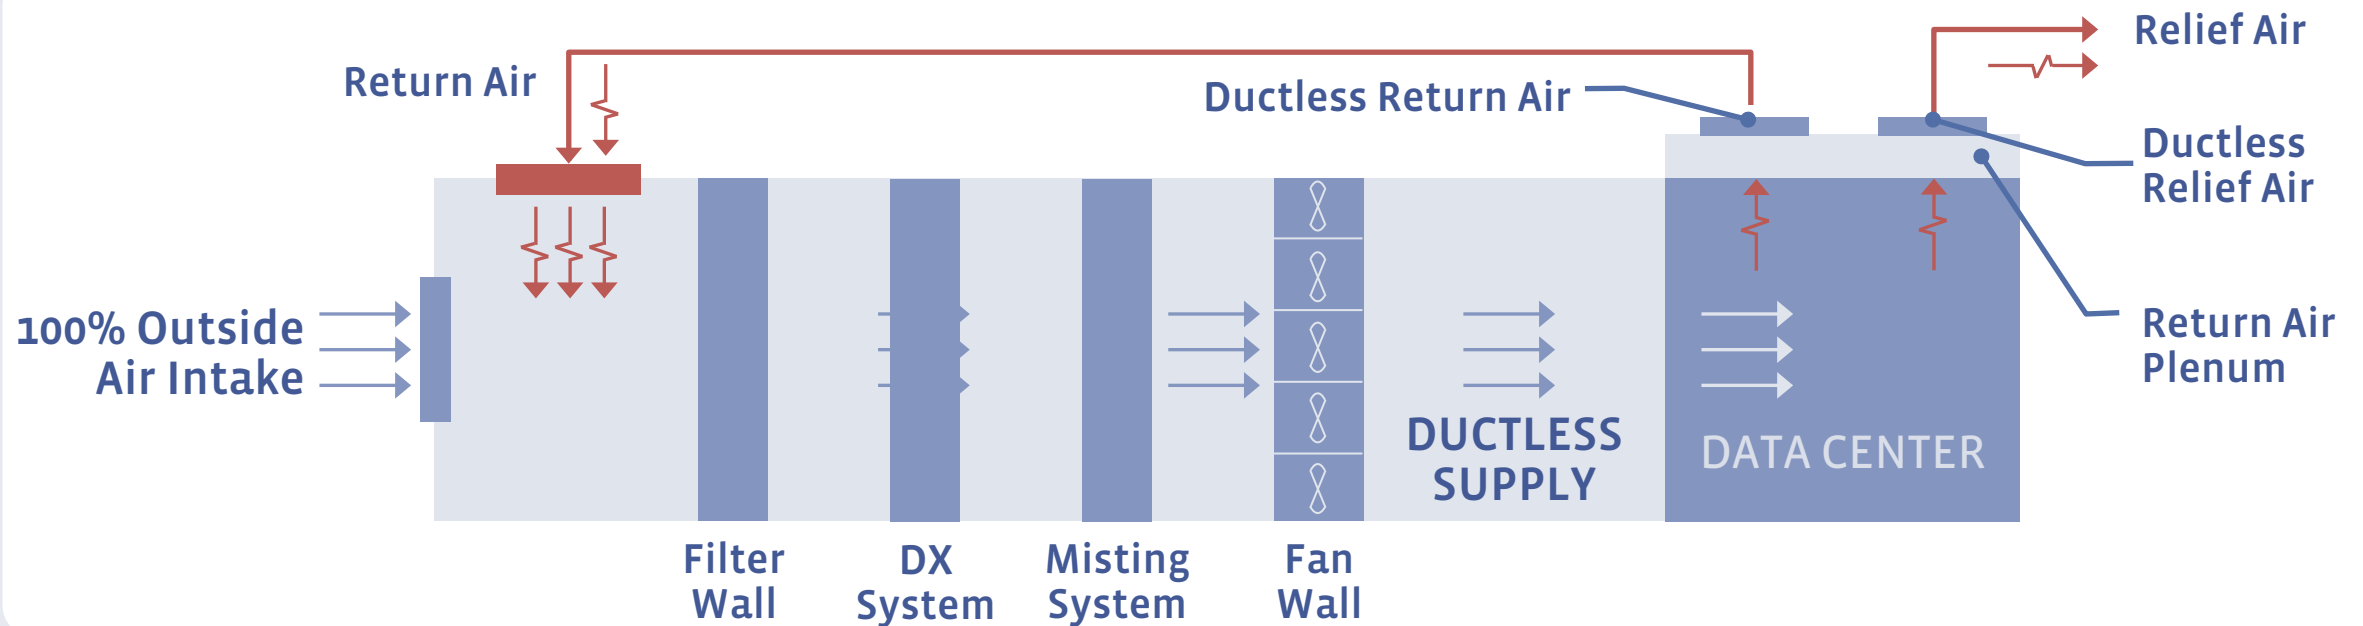 Relief Air
Return Air
Ductless Return Air
Ductless
Relief Air
100% Outside
Air Intake
Return Air
Plenum
DUCTLESS
SUPPLY
DATA CENTER
Filter
Wall
DX
System
Misting
System
Fan
Wall